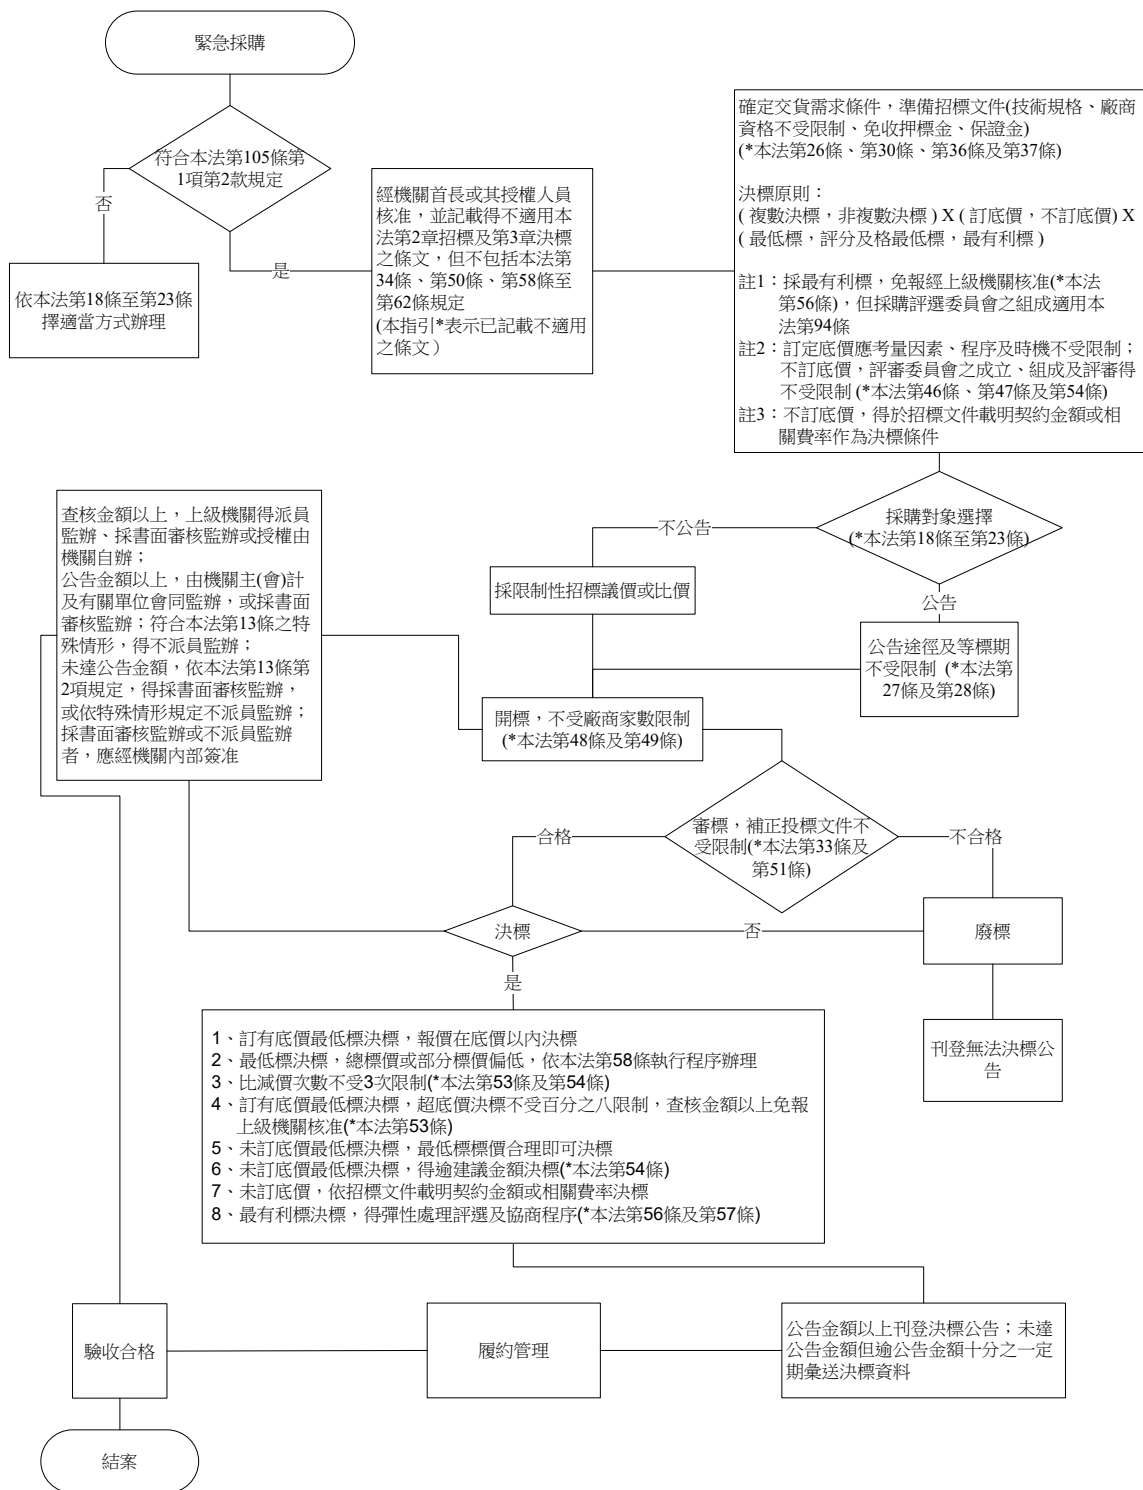 緊急採購
符合本法第105條第
1項第2款規定
否
是
依本法第18條至第23條
擇適當方式辦理
經機關首長或其授權人員
核准，並記載得不適用本
法第2章招標及第3章決標
之條文，但不包括本法第
34條、第50條、第58條至
第62條規定
(本指引*表示已記載不適用
之條文）
確定交貨需求條件，準備招標文件(技術規格、廠商
資格不受限制、免收押標金、保證金)
(*本法第26條、第30條、第36條及第37條)
決標原則：
( 複數決標，非複數決標 ) X ( 訂底價，不訂底價) X
( 最低標，評分及格最低標，最有利標 )
註1：採最有利標，免報經上級機關核准(*本法
第56條)，但採購評選委員會之組成適用本
法第94條
註2：訂定底價應考量因素、程序及時機不受限制；
不訂底價，評審委員會之成立、組成及評審得
不受限制 (*本法第46條、第47條及第54條)
註3：不訂底價，得於招標文件載明契約金額或相
關費率作為決標條件
採購對象選擇
(*本法第18條至第23條)
不公告
公告
採限制性招標議價或比價
公告途徑及等標期
不受限制 (*本法第
27條及第28條)
開標，不受廠商家數限制
(*本法第48條及第49條)
查核金額以上，上級機關得派員
監辦、採書面審核監辦或授權由
機關自辦；
公告金額以上，由機關主(會)計
及有關單位會同監辦，或採書面
審核監辦；符合本法第13條之特
殊情形，得不派員監辦；
未達公告金額，依本法第13條第
2項規定，得採書面審核監辦，
或依特殊情形規定不派員監辦；
採書面審核監辦或不派員監辦
者，應經機關內部簽准
審標，補正投標文件不
受限制(*本法第33條及
第51條)
合格
不合格
決標
否
廢標
是
刊登無法決標公
告
1、訂有底價最低標決標，報價在底價以內決標
2、最低標決標，總標價或部分標價偏低，依本法第58條執行程序辦理
3、比減價次數不受3次限制(*本法第53條及第54條)
4、訂有底價最低標決標，超底價決標不受百分之八限制，查核金額以上免報
上級機關核准(*本法第53條)
5、未訂底價最低標決標，最低標標價合理即可決標
6、未訂底價最低標決標，得逾建議金額決標(*本法第54條)
7、未訂底價，依招標文件載明契約金額或相關費率決標
8、最有利標決標，得彈性處理評選及協商程序(*本法第56條及第57條)
公告金額以上刊登決標公告；未達
公告金額但逾公告金額十分之一定
期彙送決標資料
履約管理
驗收合格
結案